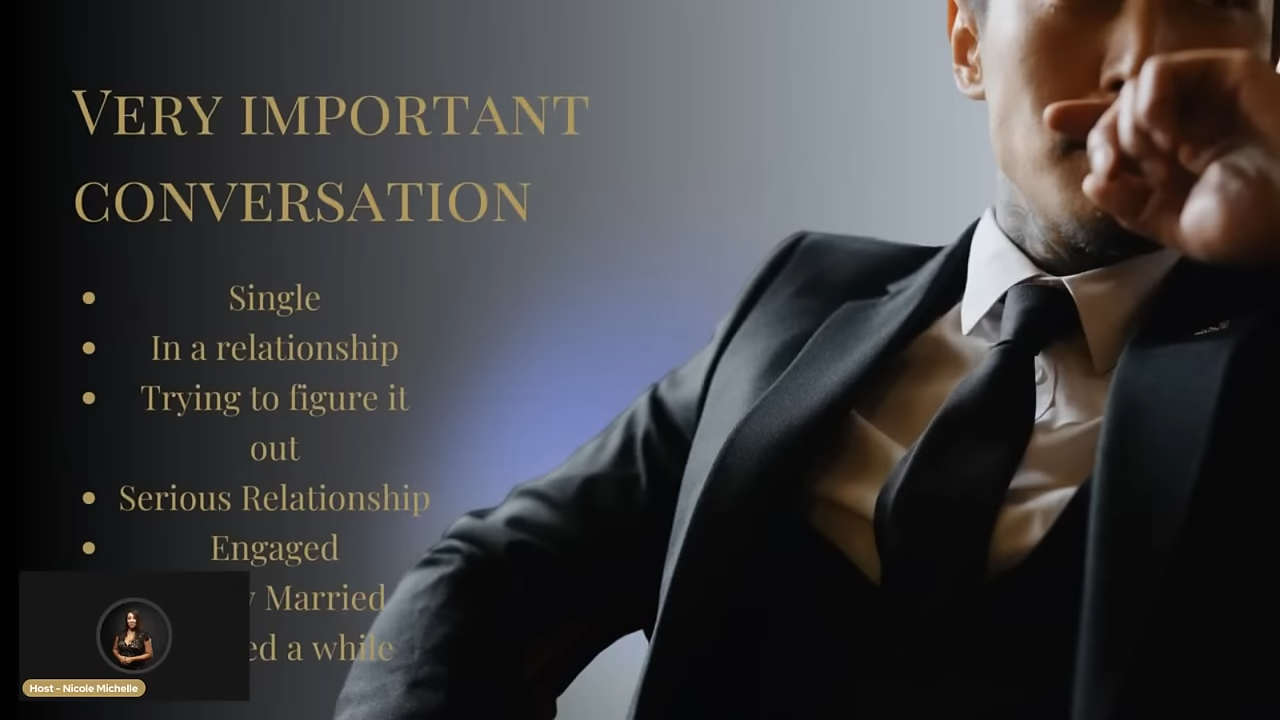 VERY IMPORTANT
CONVERSATION
Single
In a relationship
Trying to figure it
out
Serious Relationship
Engaged
Married
a while
Host - Nicole Michelle